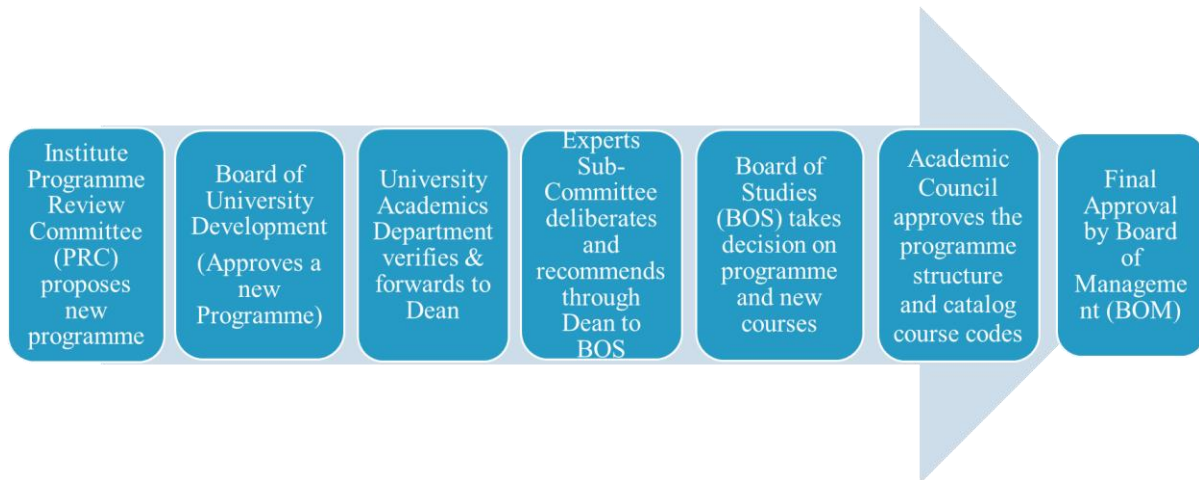 Institute
Programme
Review
Committee
(PRC)
proposes
new
programme
Board of
University
Development
(Approves a
new
Programme)
University
Academics
Department
verifies &
forwards to
Dean
Experts
Sub-
Committee
deliberates
and
recommends
through
Dean to
BOS
Board of
Studies
(BOS) takes
decision on
programme
and new
courses
Academic
Council
approves the
programme
structure
and catalog
course codes
Final
Approval
by Board
of
Manageme
nt (BOM)